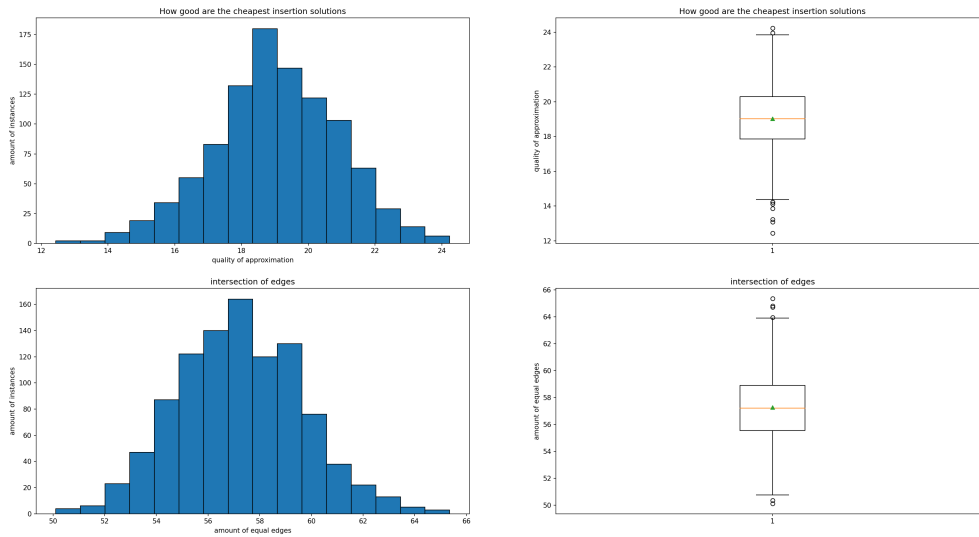 How good are the cheapest insertion solutions
175
150
125
100
75
50
25
0
amount of instances
12 14 16 18 20 22 24
quality of approximation
How good are the cheapest insertion solutions
24
22
20
18
16
14
12
quality of approximation
1
intersection of edges
160
140
120
100
80
60
40
20
0
amount of instances
50 52 54 56 58 60 62 64 66
amount of equal edges
intersection of edges
66
64
62
60
58
56
54
52
50
amount of equal edges
1